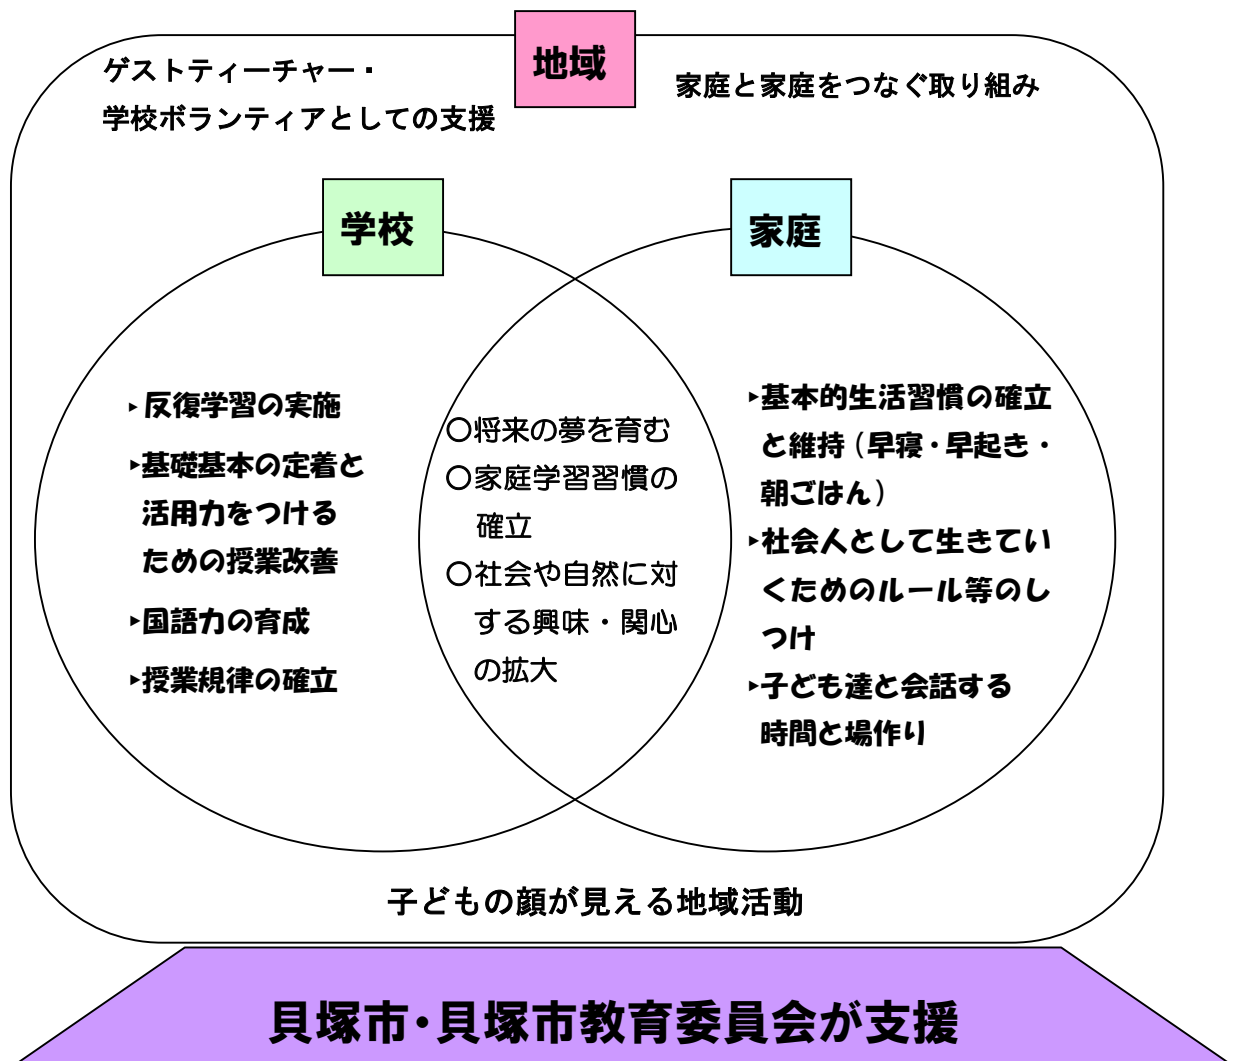 地域
ゲストティーチャー・
学校ボランティアとしての支援
家庭と家庭をつなぐ取り組み
学校
▸反復学習の実施
▸基礎基本の定着と
活用力をつける
ための授業改善
▸国語力の育成
▸授業規律の確立
〇将来の夢を育む
〇家庭学習習慣の
確立
〇社会や自然に対
する興味・関心
の拡大
家庭
▸基本的生活習慣の確立
と維持（早寝・早起き・
朝ごはん）
▸社会人として生きてい
くためのルール等のし
つけ
▸子ども達と会話する
時間と場作り
子どもの顔が見える地域活動
貝塚市・貝塚市教育委員会が支援